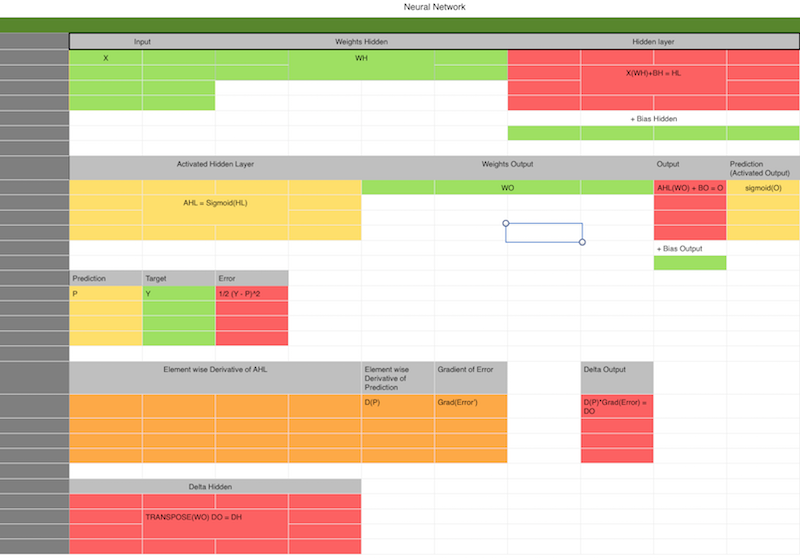 Neural Network
Input Weights Hidden Hidden layer
X WH
X(WH)+BH = HL
+ Bias Hidden
Activated Hidden Layer Weights Output Output Prediction
(Activated Output)
WO AHL(WO) + BO = O sigmoid(O)
AHL = Sigmoid(HL)
+ Bias Output
Prediction Target Error
P Y 1/2 (Y - P)^2
Element wise Derivative of AHL Element wise Gradient of Error Delta Output
Derivative of
Prediction
D(P) Grad(Error') D(P)*Grad(Error) =
DO
Delta Hidden
TRANSPOSE(WO) DO = DH